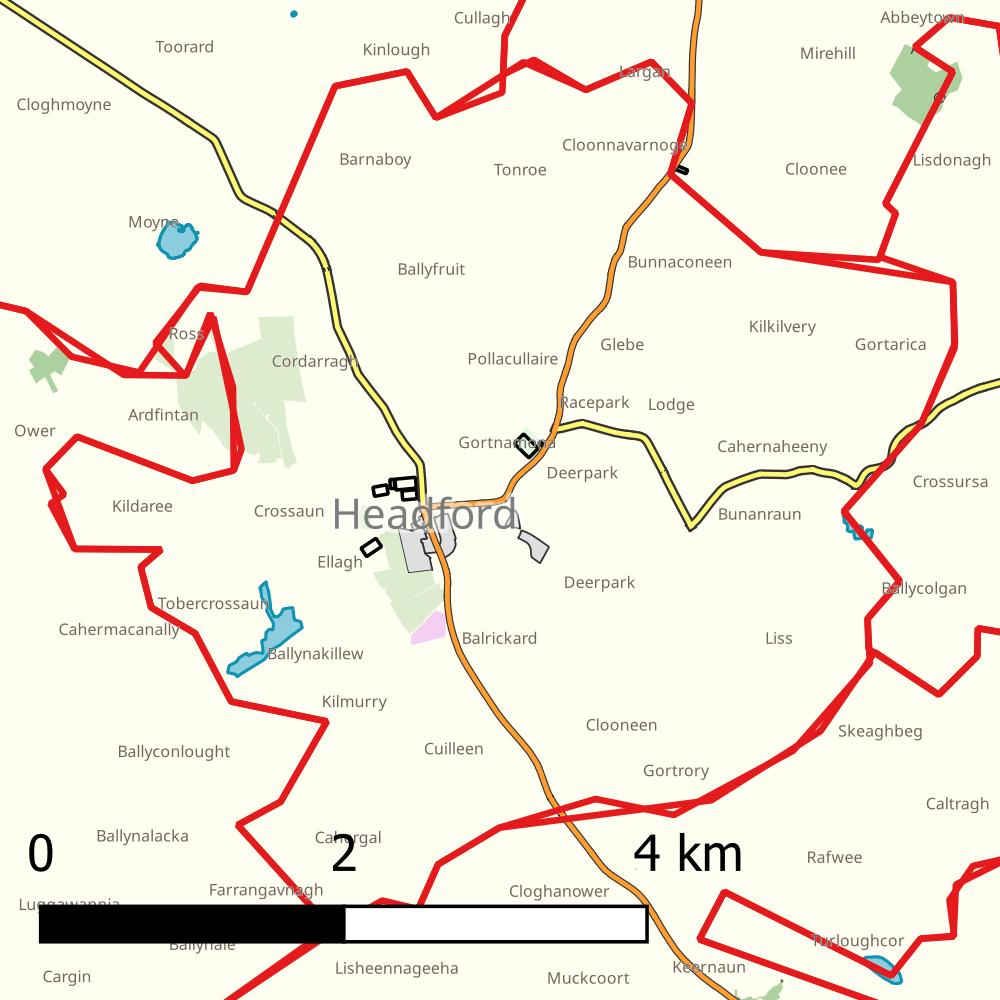 Cullagh
Abbeytown
Toorard
Kinlough
Mirehill
Largan
Cloghmoyne
Barnaboy
Tonroe
Cloonnavarnoge
Cloonee
Lisdonagh
Moyne
Ballyfruit
Bunnaconeen
Ross
Cordarragh
Pollacullaire
Glebe
Kilkilvery
Gortarica
Ardfintan
Racepark
Lodge
Ower
Gortnamona
Deerpark
Cahernaheeny
Kildaree
Crossaun
Headford
Bunanraun
Crossursa
Ellagh
Deerpark
Ballycolgan
Tobercrossaun
Cahermacanally
Balrickard
Liss
Ballynakillew
Kilmurry
Clooneen
Skeaghbeg
Ballyconlought
Cuilleen
Gortrory
Caltragh
Ballynalacka
Cahergal
0 2 4 km
Rafwee
Farrangavnagh
Cloghanower
Luggawannia
Ballyhale
Turloughcor
Cargin
Lisheennageeha
Muckcoort
Keernaun